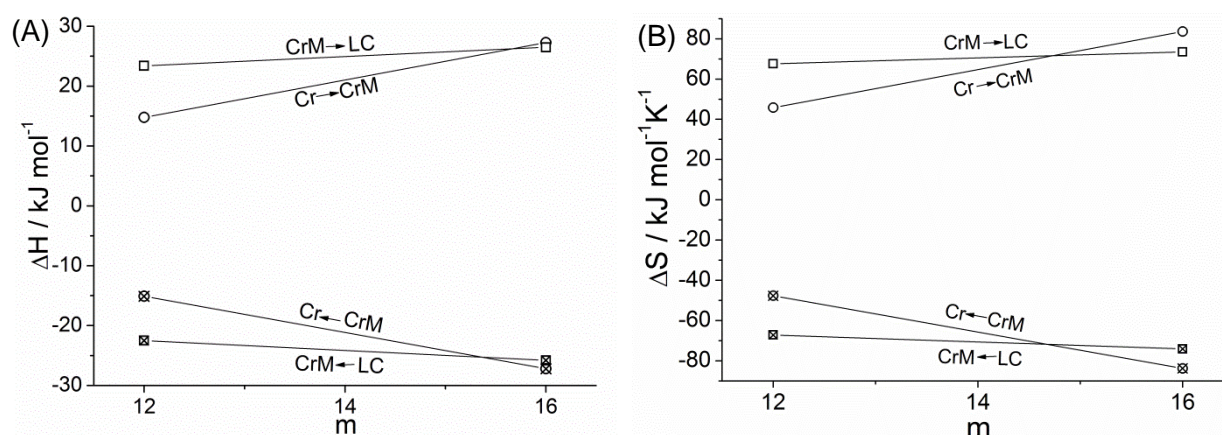 (A)
30
20
10
0
-10
-20
-30
ΔH / kJ mol⁻¹
CrM→LC
Cr→CrM
Cr←CrM
CrM←LC
12
14
16
m
(B)
80
60
40
20
0
-20
-40
-60
-80
ΔS / kJ mol⁻¹K⁻¹
CrM→LC
Cr→CrM
Cr←CrM
CrM←LC
12
14
16
m